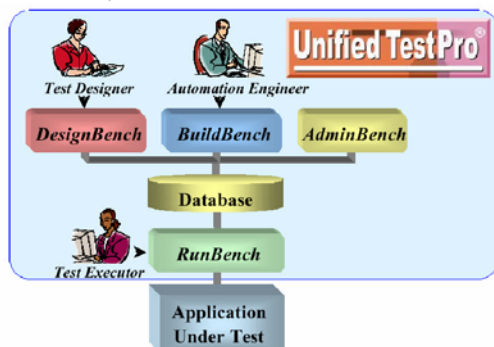 Unified TestPro®
Test Designer
Automation Engineer
DesignBench
BuildBench
AdminBench
Database
RunBench
Test Executor
Application
Under Test